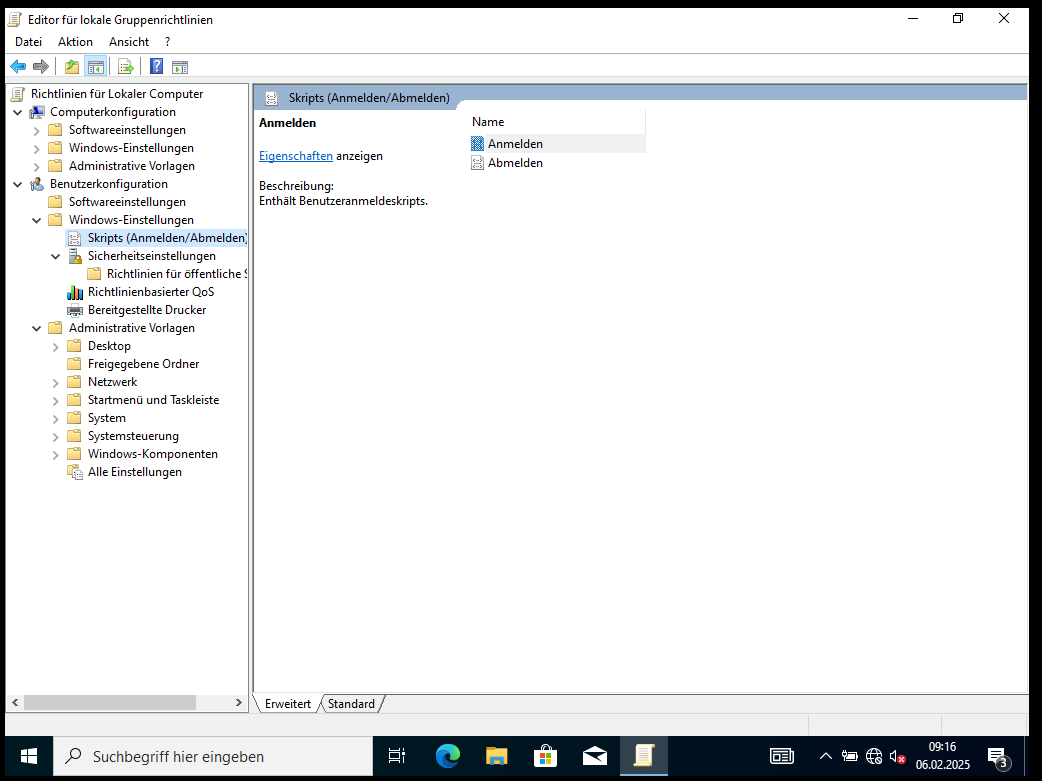 Editor für lokale Gruppenrichtlinien
Datei Aktion Ansicht ?
Richtlinien für Lokaler Computer
Computerkonfiguration
Softwareeinstellungen
Windows-Einstellungen
Administrative Vorlagen
Benutzerkonfiguration
Softwareeinstellungen
Windows-Einstellungen
Skripts (Anmelden/Abmelden)
Sicherheitseinstellungen
Richtlinien für öffentliche S
Richtlinienbasierter QoS
Bereitgestellte Drucker
Administrative Vorlagen
Desktop
Freigegebene Ordner
Netzwerk
Startmenü und Taskleiste
System
Systemsteuerung
Windows-Komponenten
Alle Einstellungen
Skripts (Anmelden/Abmelden)
Anmelden
Eigenschaften anzeigen
Beschreibung:
Enthält Benutzeranmeldeskripts.
Name
Anmelden
Abmelden
Erweitert Standard
Suchbegriff hier eingeben
09:16
06.02.2025
3